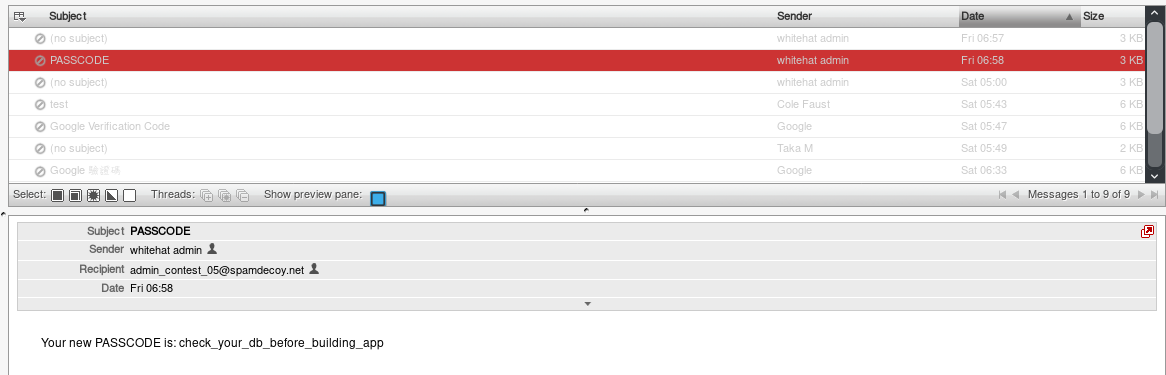 Subject Sender Date Size
(no subject) whitehat admin Fri 06:57 3 KB
PASSCODE whitehat admin Fri 06:58 3 KB
(no subject) whitehat admin Sat 05:00 3 KB
test Cole Faust Sat 05:43 6 KB
Google Verification Code Google Sat 05:47 6 KB
(no subject) Taka M Sat 05:49 2 KB
Google 驗證碼 Google Sat 06:33 6 KB
Select: Threads: Show preview pane: Messages 1 to 9 of 9
Subject PASSCODE
Sender whitehat admin
Recipient admin_contest_05@spamdecoy.net
Date Fri 06:58
Your new PASSCODE is: check_your_db_before_building_app